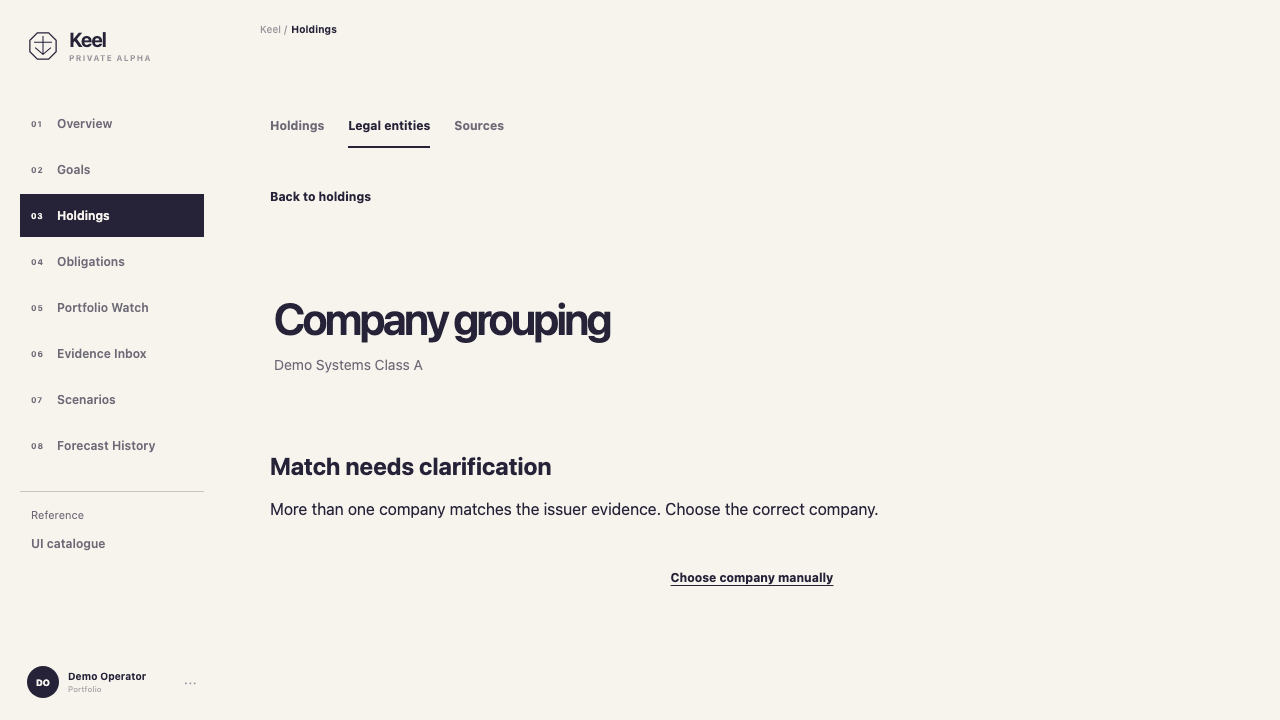 Keel
PRIVATE ALPHA
01 Overview
02 Goals
03 Holdings
04 Obligations
05 Portfolio Watch
06 Evidence Inbox
07 Scenarios
08 Forecast History
Reference
UI catalogue
DO
Demo Operator
Portfolio
...
Keel / Holdings
Holdings Legal entities Sources
Back to holdings
Company grouping
Demo Systems Class A
Match needs clarification
More than one company matches the issuer evidence. Choose the correct company.
Choose company manually